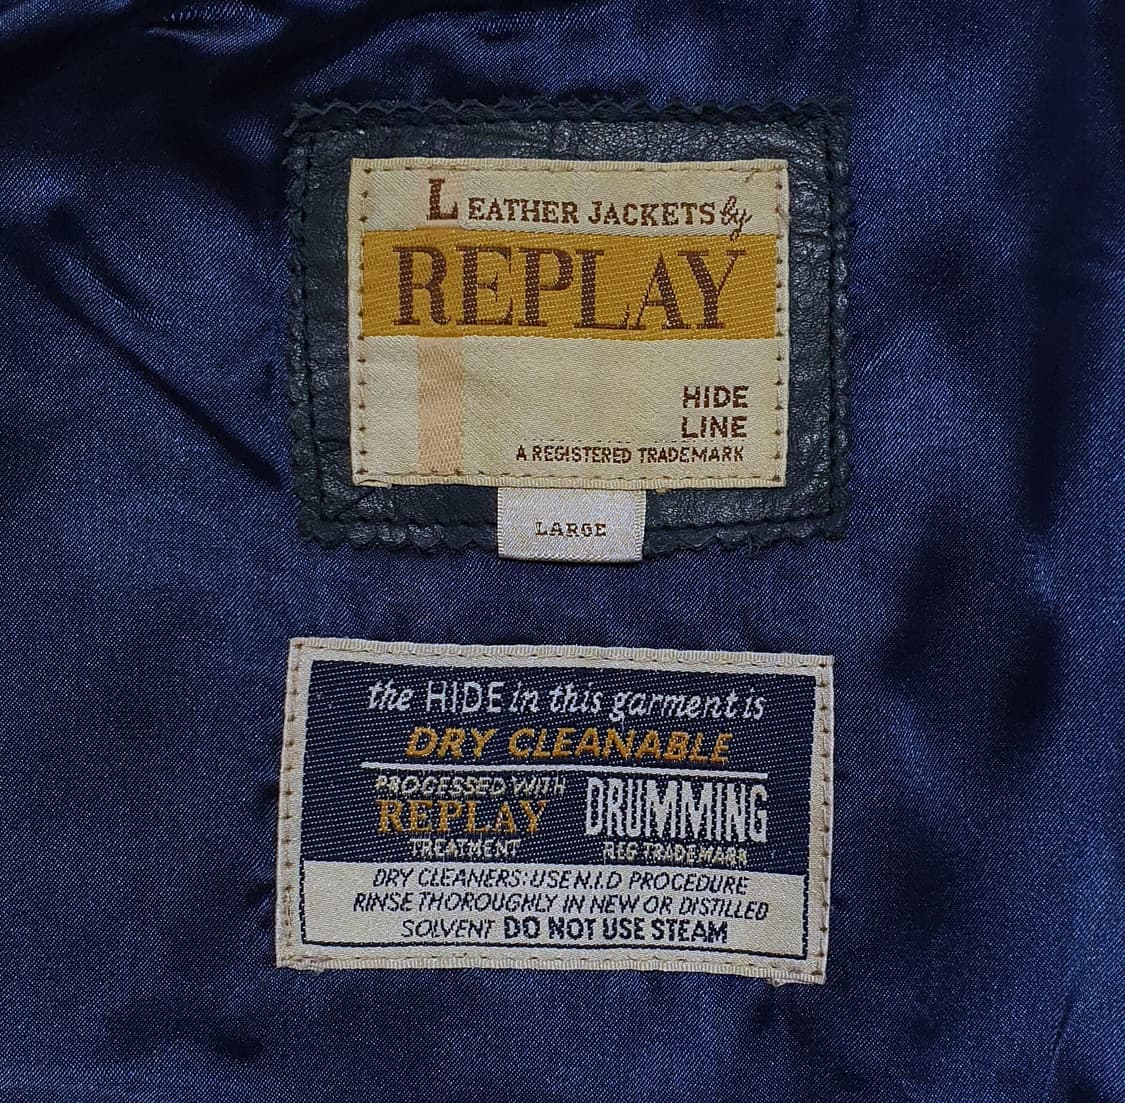 LEATHER JACKETS by
REPLAY
HIDE
LINE
A REGISTERED TRADEMARK
LARGE
the HIDE in this garment is
DRY CLEANABLE
PROCESSED WITH
REPLAY
TREATMENT
DRUMMING
REG TRADEMARK
DRY CLEANERS: USE N.I.D PROCEDURE
RINSE THOROUGHLY IN NEW OR DISTILLED
SOLVENT DO NOT USE STEAM